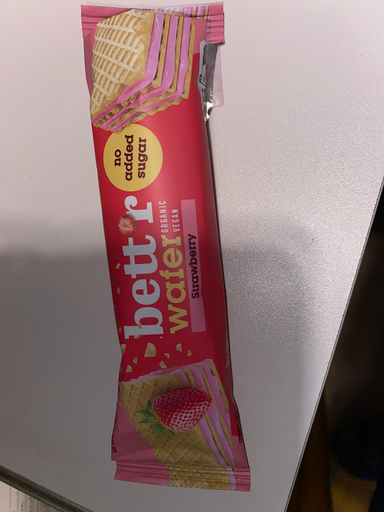 no
added
sugar
bett'r
ORGANIC
VEGAN
wafer
Strawberry